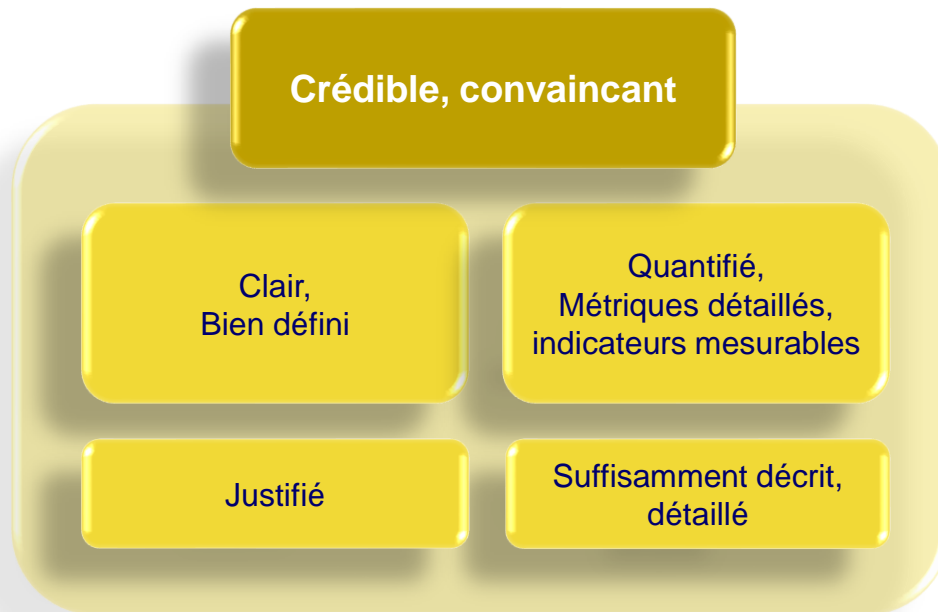 Crédible, convaincant
Clair,
Bien défini
Quantifié,
Métriques détaillés,
indicateurs mesurables
Justifié
Suffisamment décrit,
détaillé